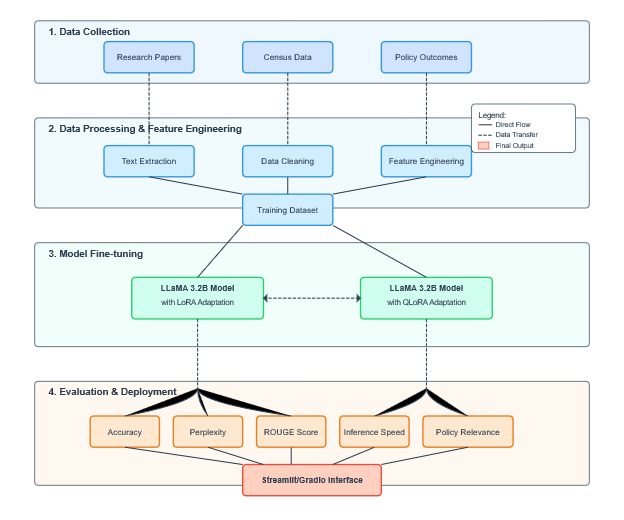 1. Data Collection
Research Papers
Census Data
Policy Outcomes
Legend:
Direct Flow
Data Transfer
Final Output
2. Data Processing & Feature Engineering
Text Extraction
Data Cleaning
Feature Engineering
Training Dataset
3. Model Fine-tuning
LLaMA 3.2B Model
with LoRA Adaptation
LLaMA 3.2B Model
with QLoRA Adaptation
4. Evaluation & Deployment
Accuracy
Perplexity
ROUGE Score
Inference Speed
Policy Relevance
Streamlit/Gradio Interface